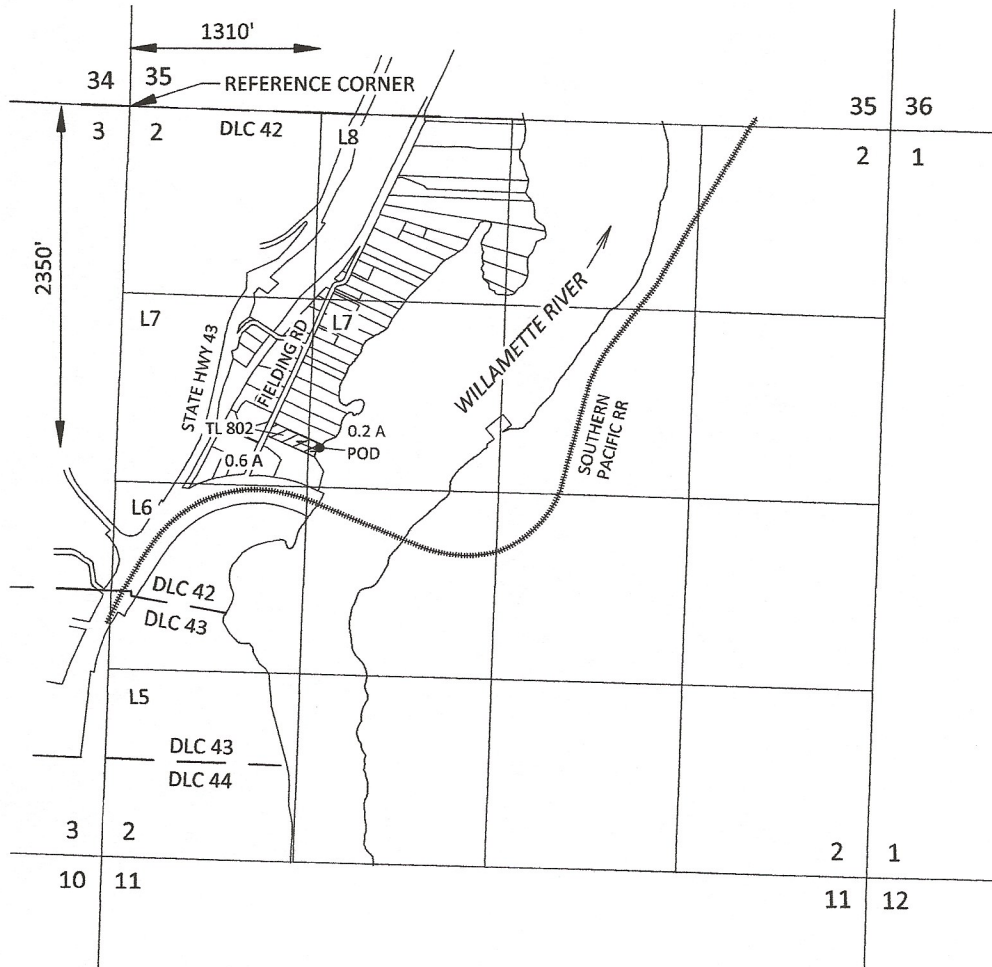 1310'
34 35
REFERENCE CORNER
35 36
3 2
DLC 42
L8
2 1
2350'
L7
STATE HWY 43
FIELDING RD
L7
WILLAMETTE RIVER
TL 802
0.2 A
POD
0.6 A
SOUTHERN
PACIFIC RR
L6
DLC 42
DLC 43
L5
DLC 43
DLC 44
3 2
2 1
10 11
11 12